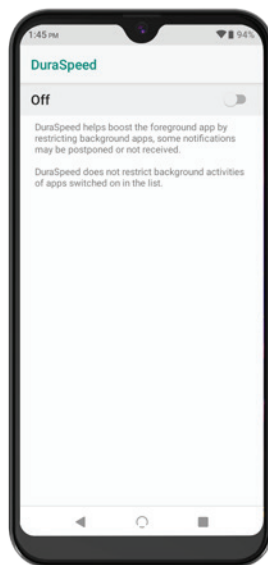 1:45 PM 94%
DuraSpeed
Off
DuraSpeed helps boost the foreground app by
restricting background apps, some notifications
may be postponed or not received.
DuraSpeed does not restrict background activities
of apps switched on in the list.